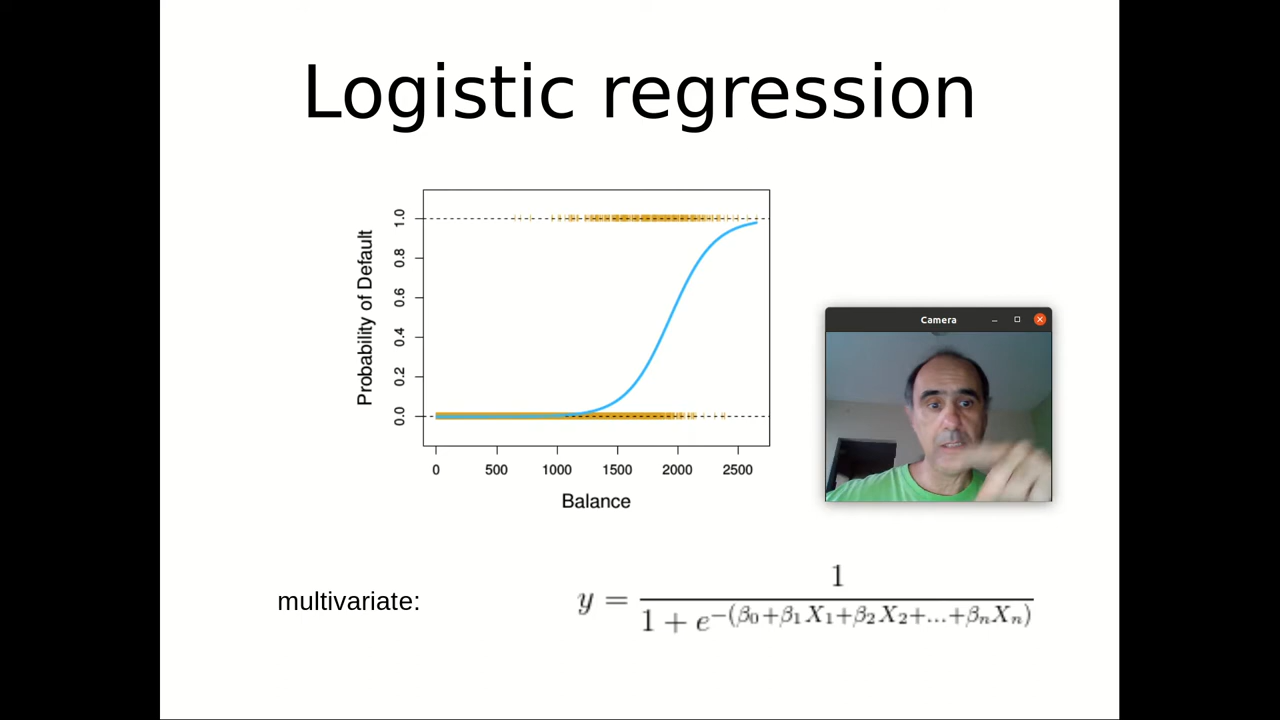 Logistic regression
Probability of Default
1.0
0.8
0.6
0.4
0.2
0.0
0 500 1000 1500 2000 2500
Balance
Camera
multivariate:
y = 1 / (1 + e^{-(β₀+β₁X₁+β₂X₂+...+βₙXₙ)})